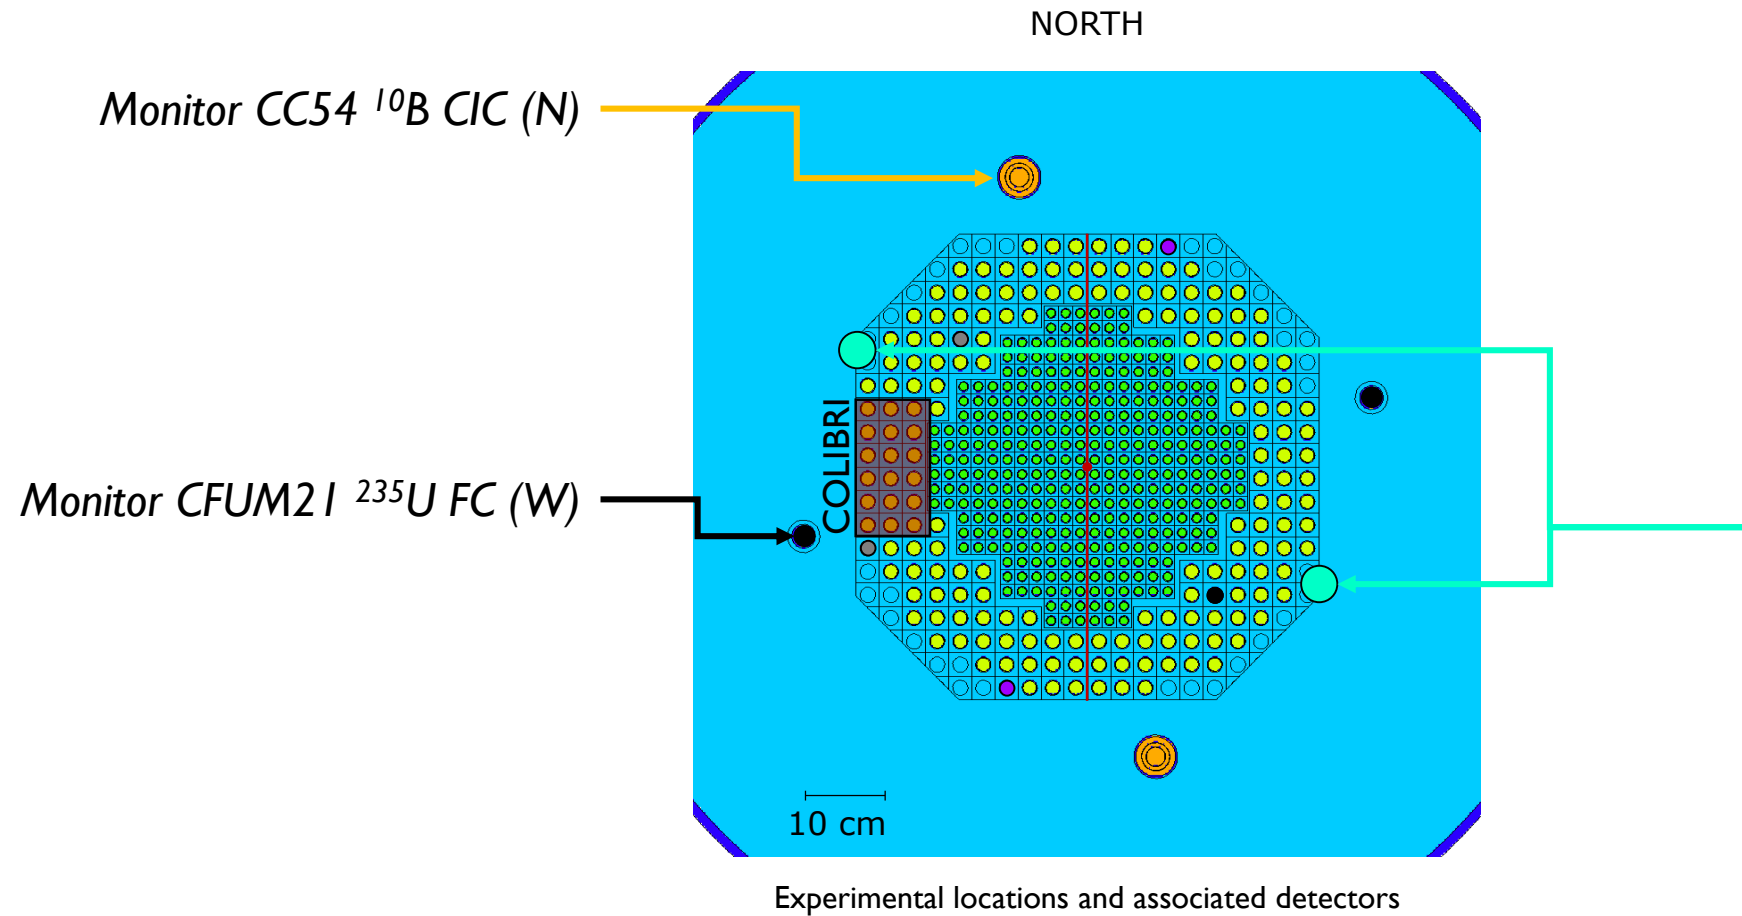 NORTH
Monitor CC54 ¹⁰B CIC (N)
COLIBRI
Monitor CFUM21 ²³⁵U FC (W)
10 cm
Experimental locations and associated detectors